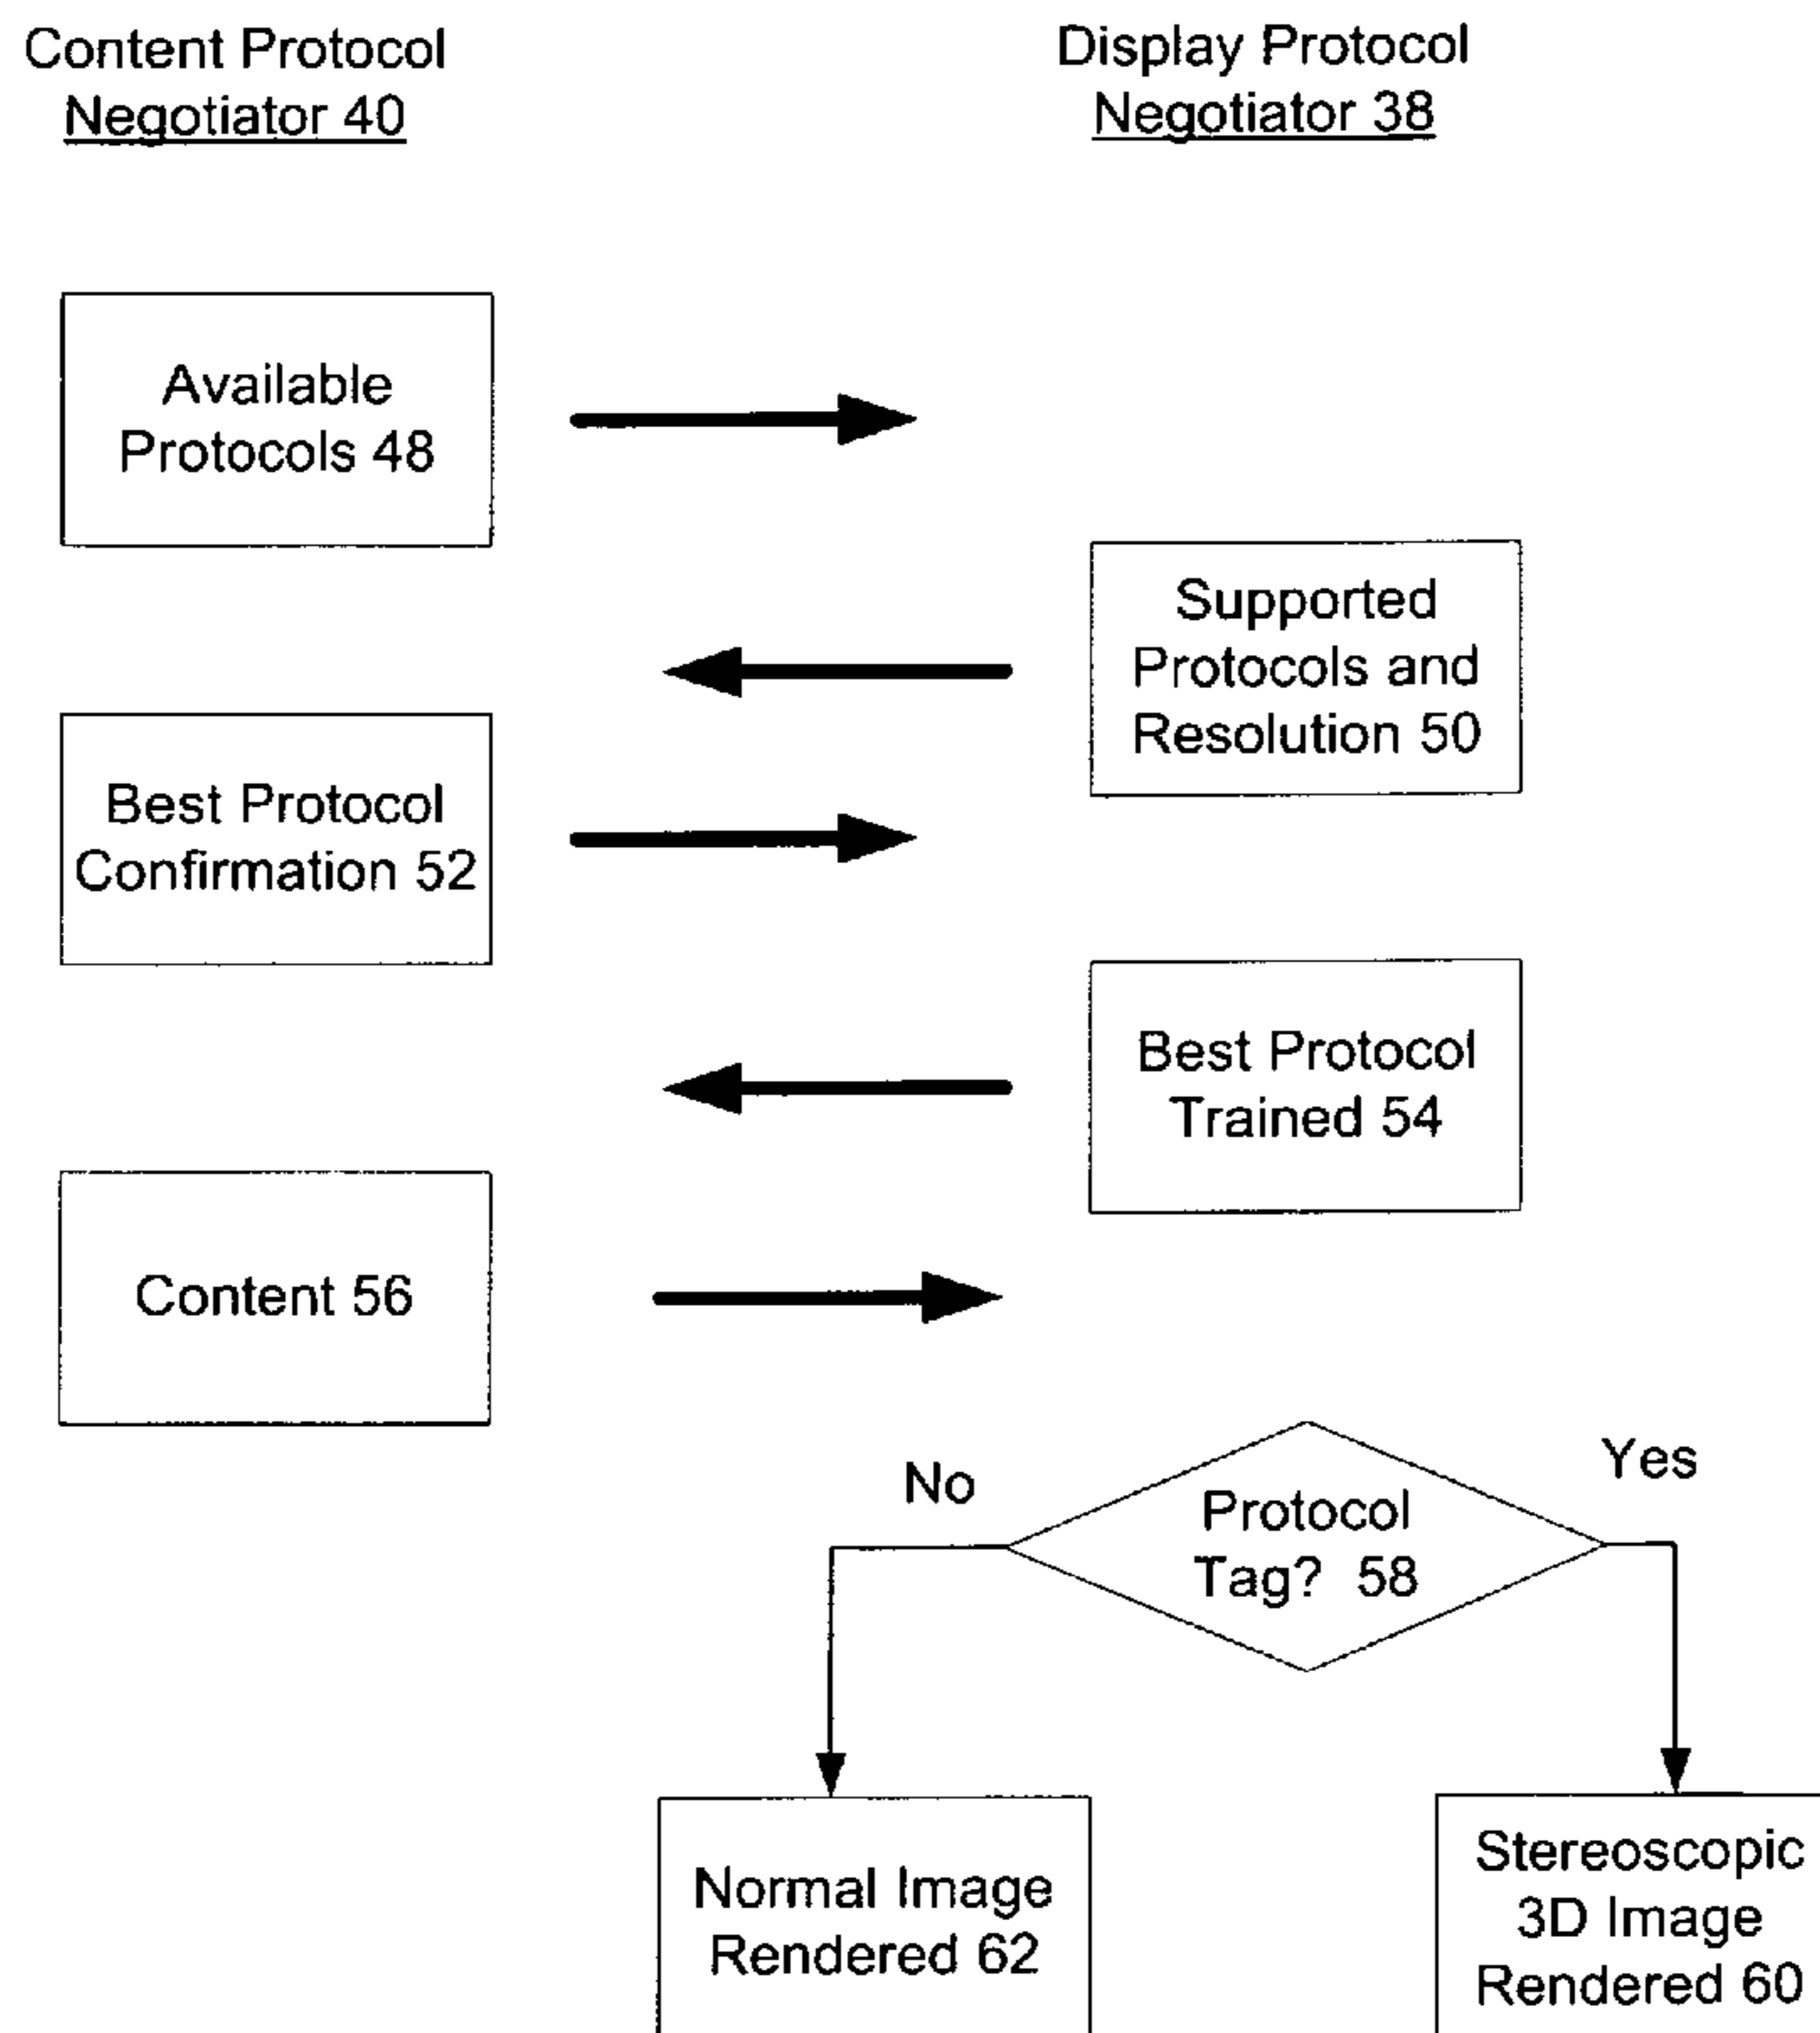 Content Protocol
Negotiator 40
Display Protocol
Negotiator 38
Available
Protocols 48
Supported
Protocols and
Resolution 50
Best Protocol
Confirmation 52
Best Protocol
Trained 54
Content 56
No
Yes
Protocol
Tag? 58
Normal Image
Rendered 62
Stereoscopic
3D Image
Rendered 60